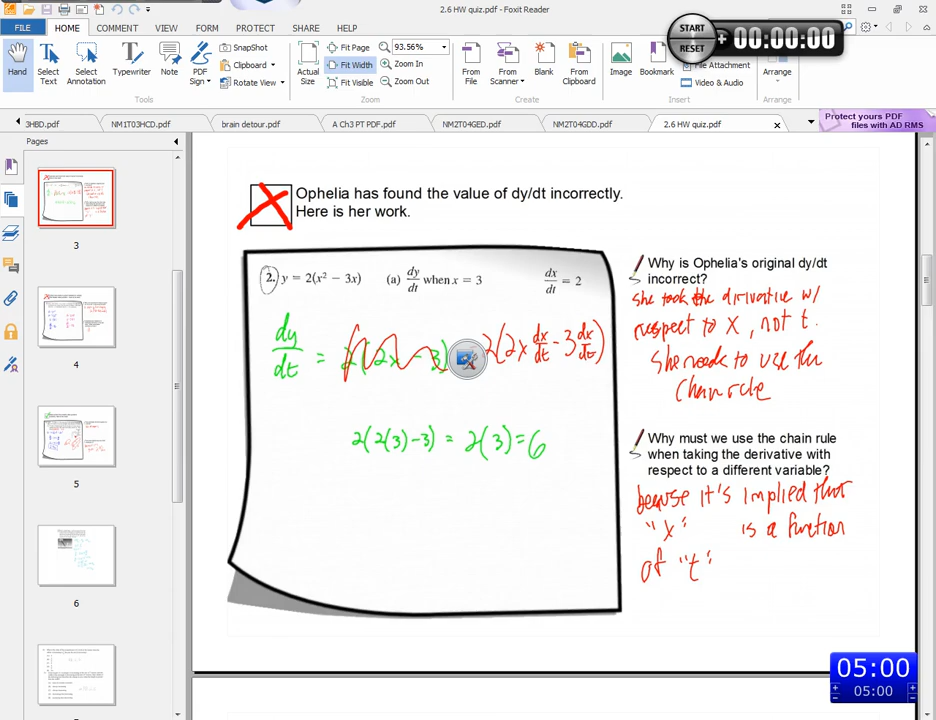 2.6 HW quiz.pdf - Foxit Reader
FILE HOME COMMENT VIEW FORM PROTECT SHARE HELP
START
RESET
00:00:00
Hand
Select Text
Select Annotation
SnapShot
Clipboard
Rotate View
Tools
Actual Size
Fit Page
Fit Width
Fit Visible
93.56%
Zoom In
Zoom Out
Zoom
Typewriter
Note
PDF Sign
From File
From Scanner
Blank
From Clipboard
Create
Image
Bookmark
File Attachment
Video & Audio
Insert
Arrange
Arrange
3HBD.pdf
NM1T03HCD.pdf
brain detour.pdf
A Ch3 PT PDF.pdf
NM2T04GED.pdf
NM2T04GDD.pdf
2.6 HW quiz.pdf
Protect yours PDF files with AD RMS
Pages
3
4
5
6
Ophelia has found the value of dy/dt incorrectly.
Here is her work.
2. y = 2(x² − 3x) (a) dy/dt when x = 3 dx/dt = 2
dy/dt = 2(2x − 3) 2(2x dx/dt − 3 dx/dt)
2(2(3)-3) = 2(3)=6
Why is Ophelia's original dy/dt
incorrect?
she took the derivative w/
respect to x, not t.
she needs to use the
Why must we use the chain rule
when taking the derivative with
respect to a different variable?
it's implied that
"x" is a function
of "t"
05:00
05:00